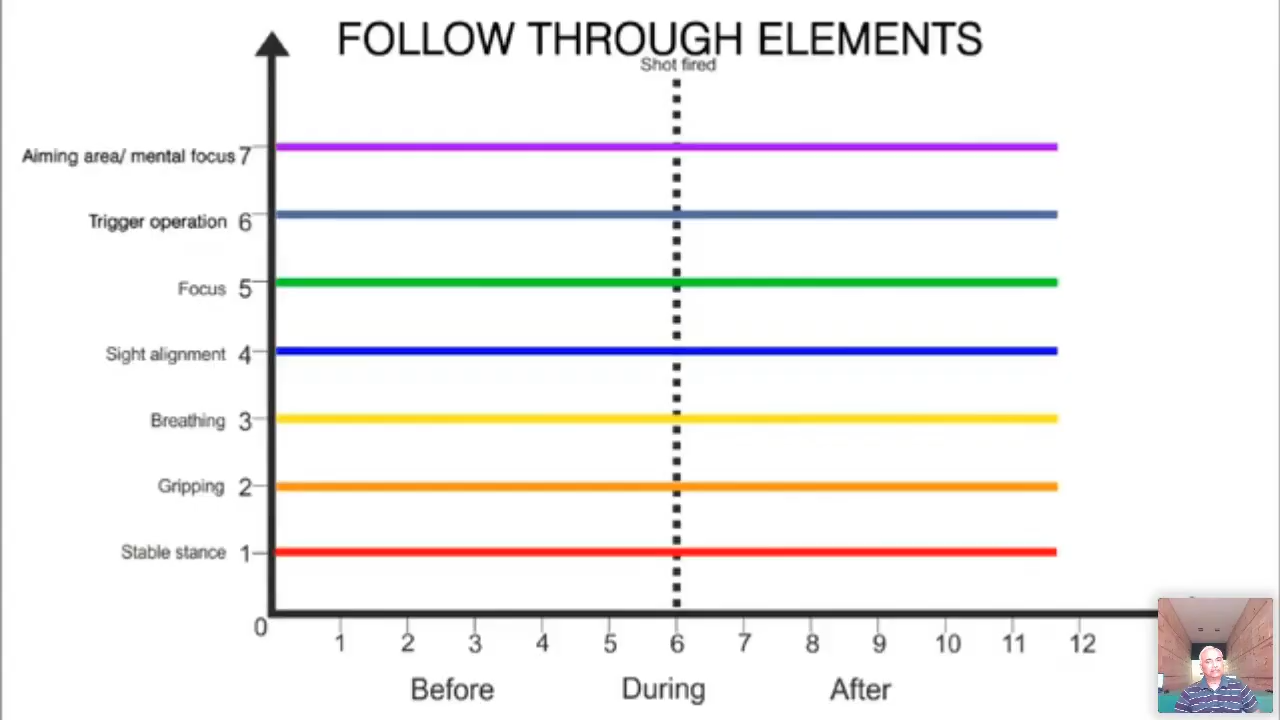 FOLLOW THROUGH ELEMENTS
Shot fired
Aiming area/ mental focus 7
Trigger operation 6
Focus 5
Sight alignment 4
Breathing 3
Gripping 2
Stable stance 1
0 1 2 3 4 5 6 7 8 9 10 11 12
Before During After